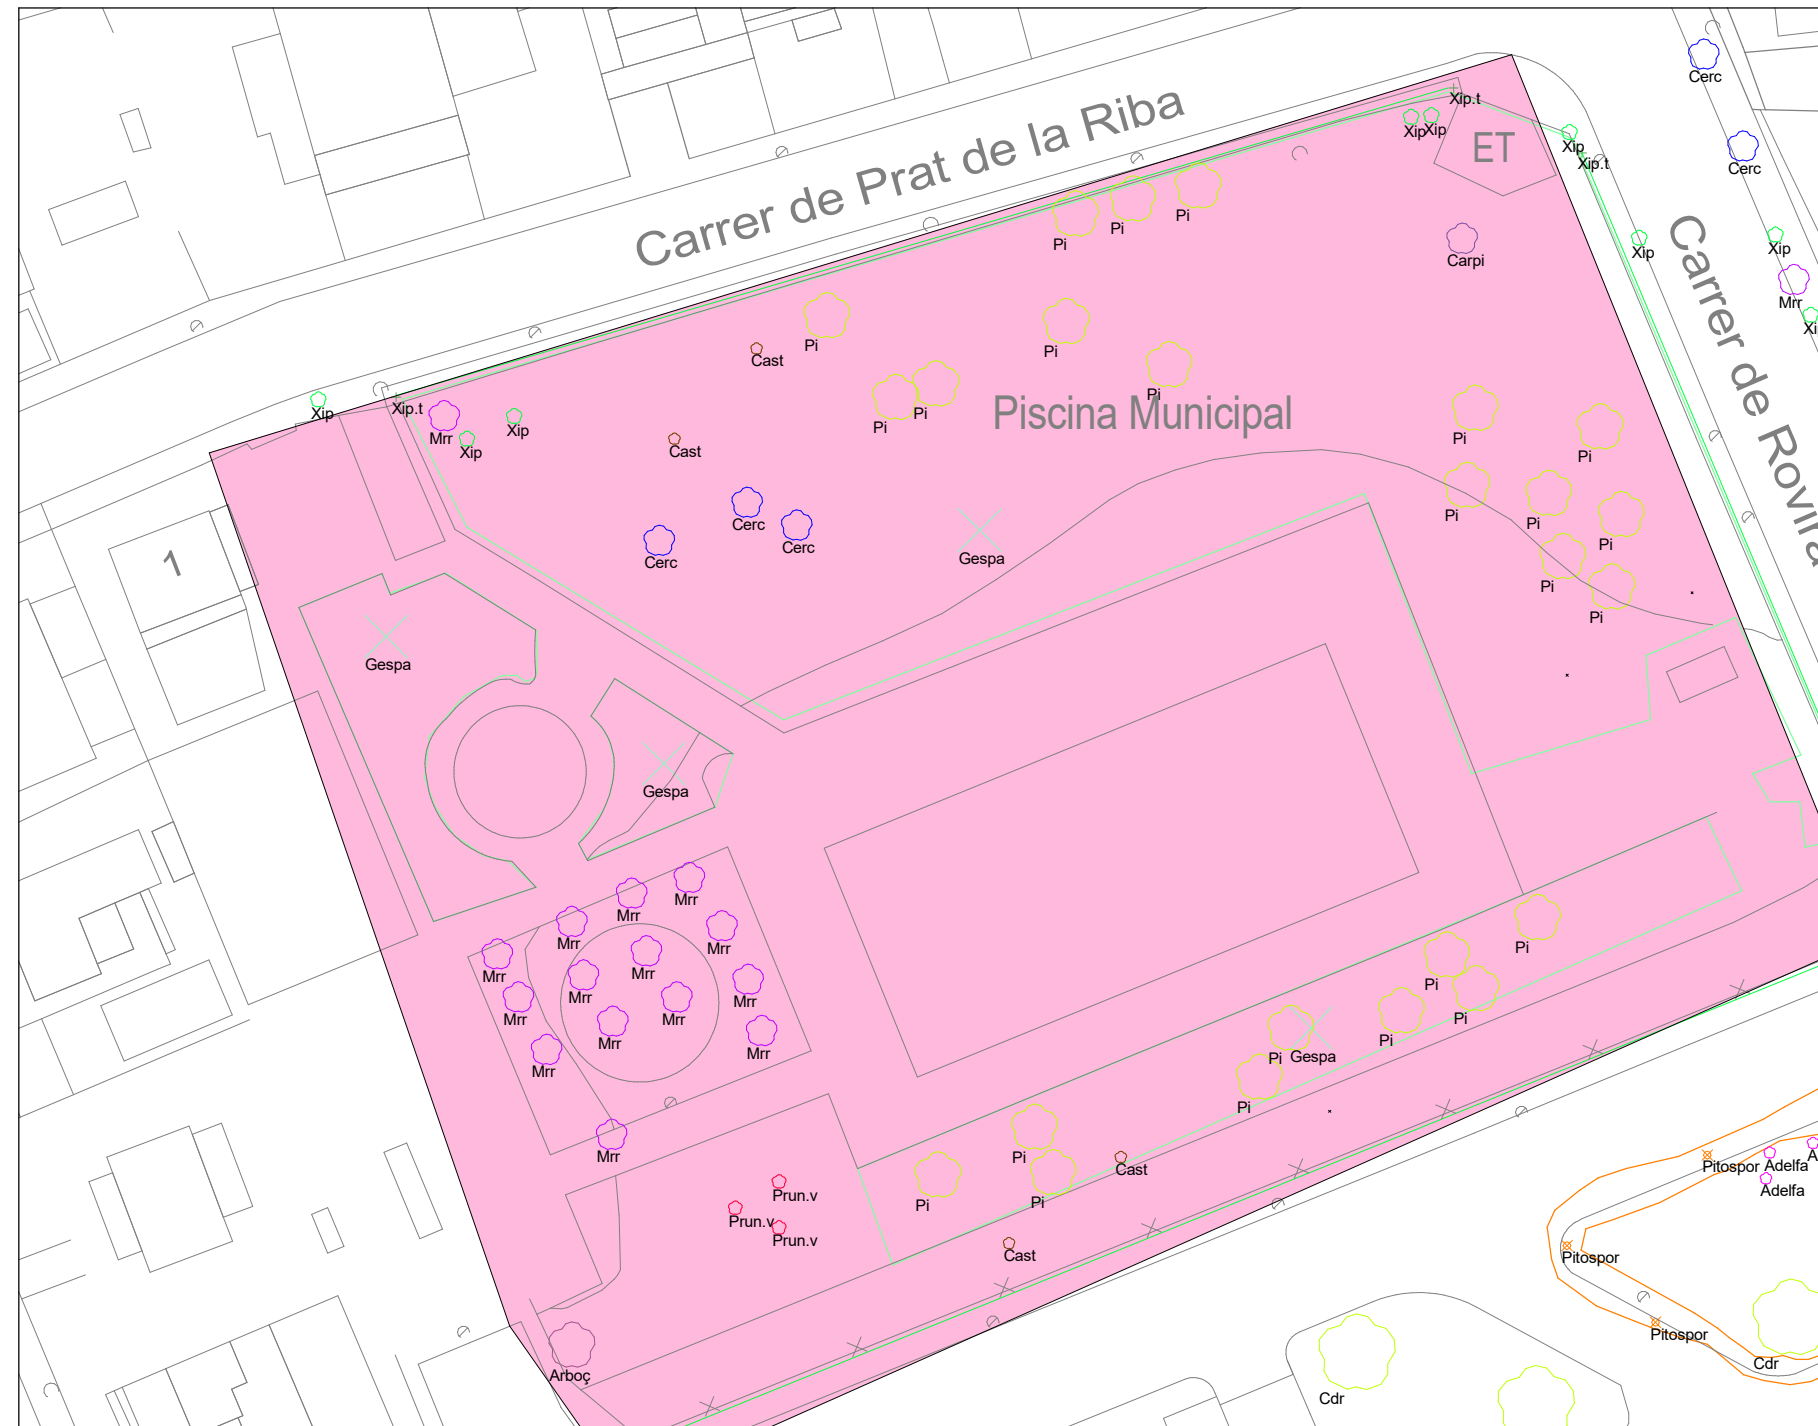 Cerc
Carrer de Prat de la Riba
Xip.t
Xip
Xip
ET
Xip
Xip.t
Cerc
Pi
Pi
Pi
Carpi
Xip
Xip
Carrer de Rovira
Mrr
Xi
Pi
Cast
Pi
Pi
Xip
Xip.t
Mrr
Xip
Xip
Cast
Pi
Pi
Piscina Municipal
Pi
Pi
Cerc
Cerc
Cerc
Gespa
Pi
Pi
Pi
Pi
Pi
1
Gespa
Gespa
Mrr
Mrr
Mrr
Mrr
Mrr
Mrr
Mrr
Mrr
Mrr
Mrr
Mrr
Mrr
Mrr
Mrr
Pi
Pi
Pi
Pi
Pi
Gespa
Pi
Pi
Pi
Pi
Cast
Prun.v
Prun.v
Prun.v
Cast
Pitospor
Adelfa
A
Adelfa
Pitospor
Pitospor
Arboç
Cdr
Cdr